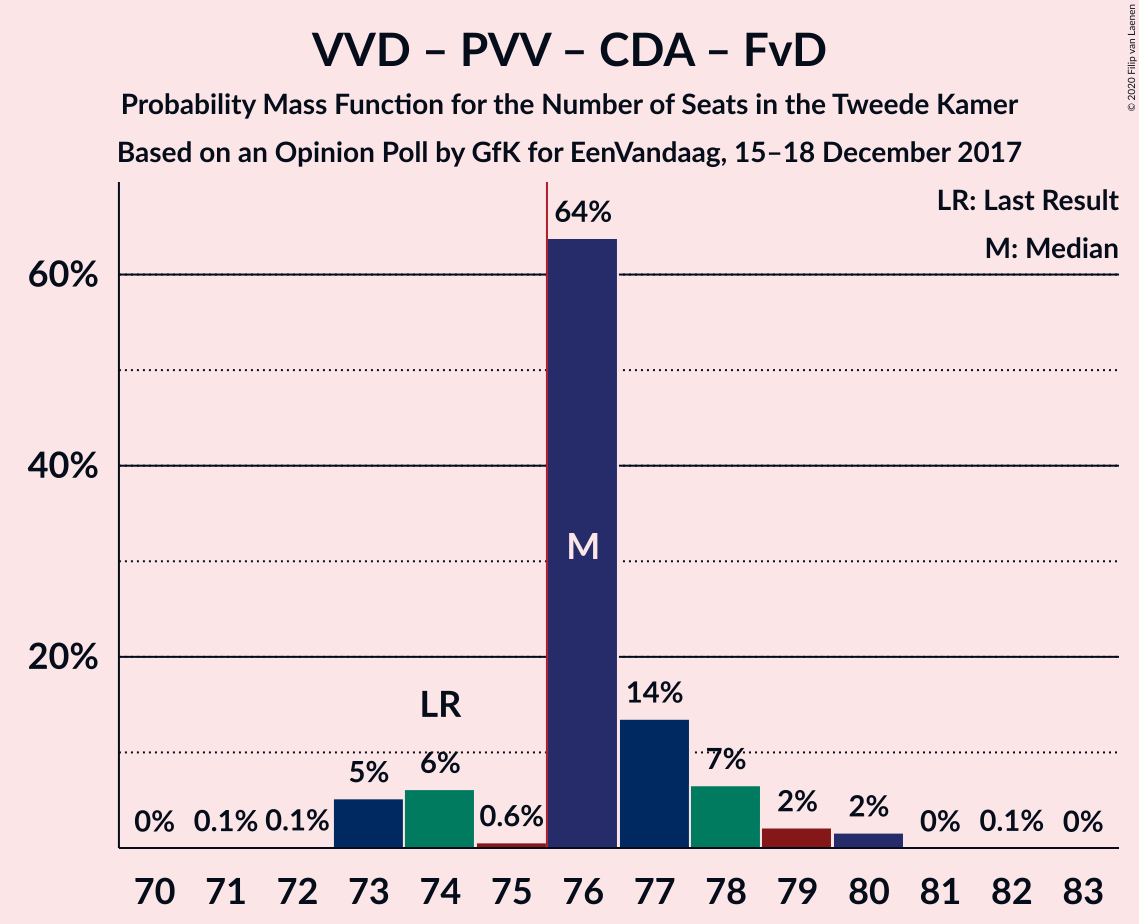 VVD – PVV – CDA – FvD
Probability Mass Function for the Number of Seats in the Tweede Kamer
Based on an Opinion Poll by GfK for EenVandaag, 15–18 December 2017
© 2020 Filip van Laenen
LR: Last Result
M: Median
60%
40%
20%
64%
M
LR
0%
0.1%
0.1%
5%
6%
0.6%
14%
7%
2%
2%
0%
0.1%
0%
70 71 72 73 74 75 76 77 78 79 80 81 82 83